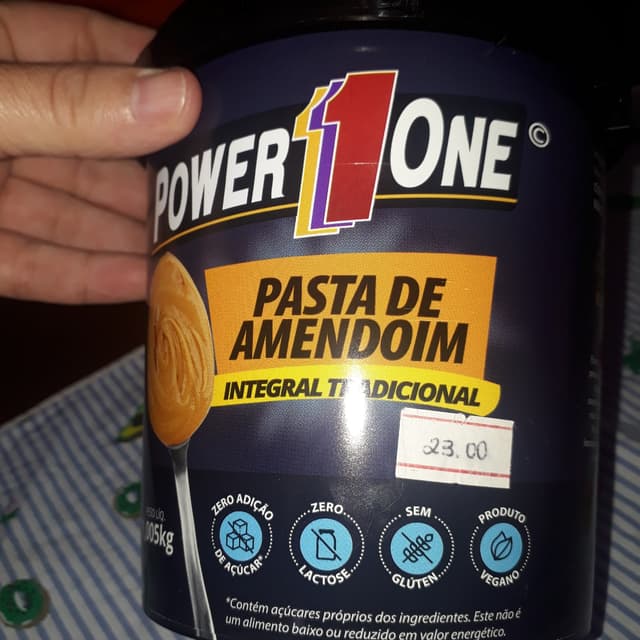 POWER 1 ONE ©
PASTA DE
AMENDOIM
INTEGRAL TRADICIONAL
23.00
005kg
ZERO ADIÇÃO
DE AÇÚCAR*
ZERO
LACTOSE
SEM
GLÚTEN
PRODUTO
VEGANO
*Contém açúcares próprios dos ingredientes. Este não é
um alimento baixo ou reduzido em valor energético.